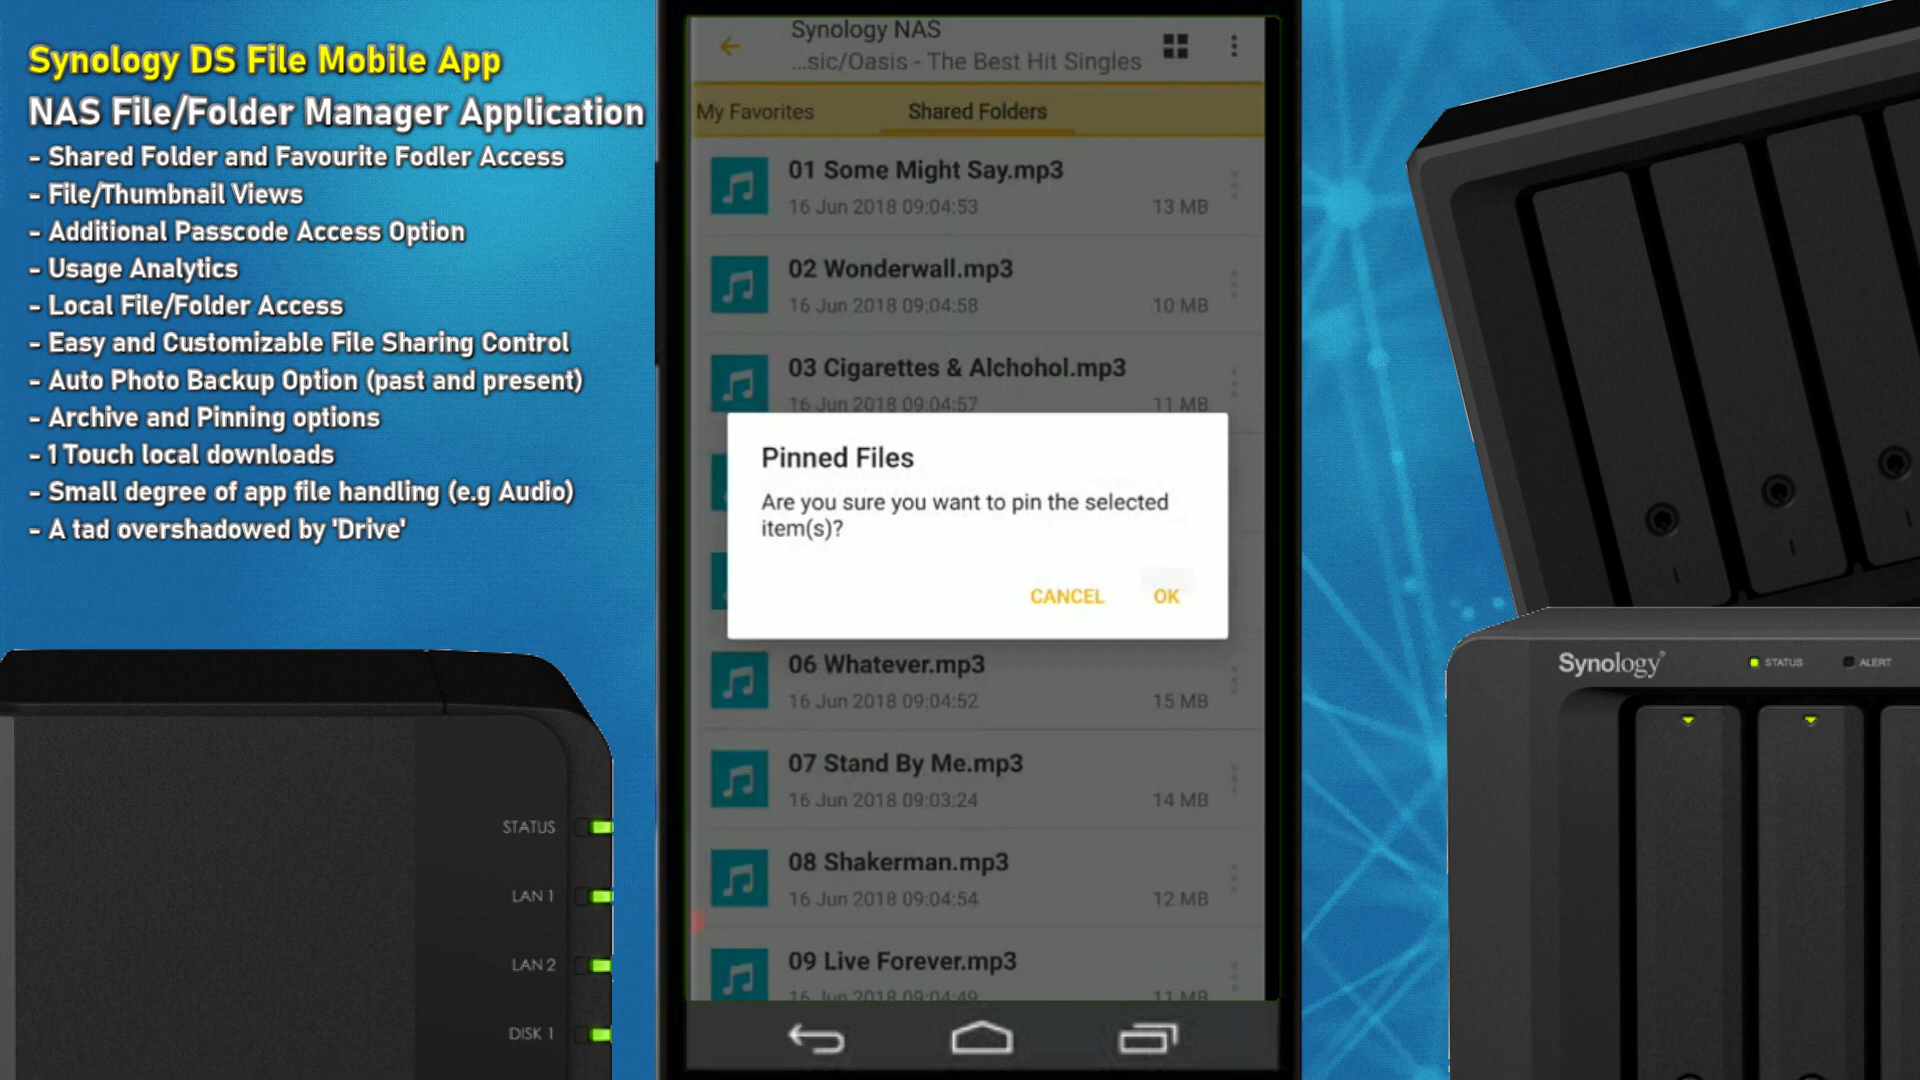 Synology DS File Mobile App
NAS File/Folder Manager Application
- Shared Folder and Favourite Fodler Access
- File/Thumbnail Views
- Additional Passcode Access Option
- Usage Analytics
- Local File/Folder Access
- Easy and Customizable File Sharing Control
- Auto Photo Backup Option (past and present)
- Archive and Pinning options
- 1 Touch local downloads
- Small degree of app file handling (e.g Audio)
- A tad overshadowed by 'Drive'
STATUS
LAN 1
LAN 2
DISK 1
Synology NAS
...sic/Oasis - The Best Hit Singles
My Favorites Shared Folders
01 Some Might Say.mp3
16 Jun 2018 09:04:53 13 MB
02 Wonderwall.mp3
16 Jun 2018 09:04:58 10 MB
03 Cigarettes & Alchohol.mp3
16 Jun 2018 09:04:57 11 MB
Pinned Files
Are you sure you want to pin the selected
item(s)?
CANCEL OK
06 Whatever.mp3
16 Jun 2018 09:04:52 15 MB
07 Stand By Me.mp3
16 Jun 2018 09:03:24 14 MB
08 Shakerman.mp3
16 Jun 2018 09:04:54 12 MB
09 Live Forever.mp3
16 Jun 2018 09:04:49 11 MB
Synology®
STATUS ALERT